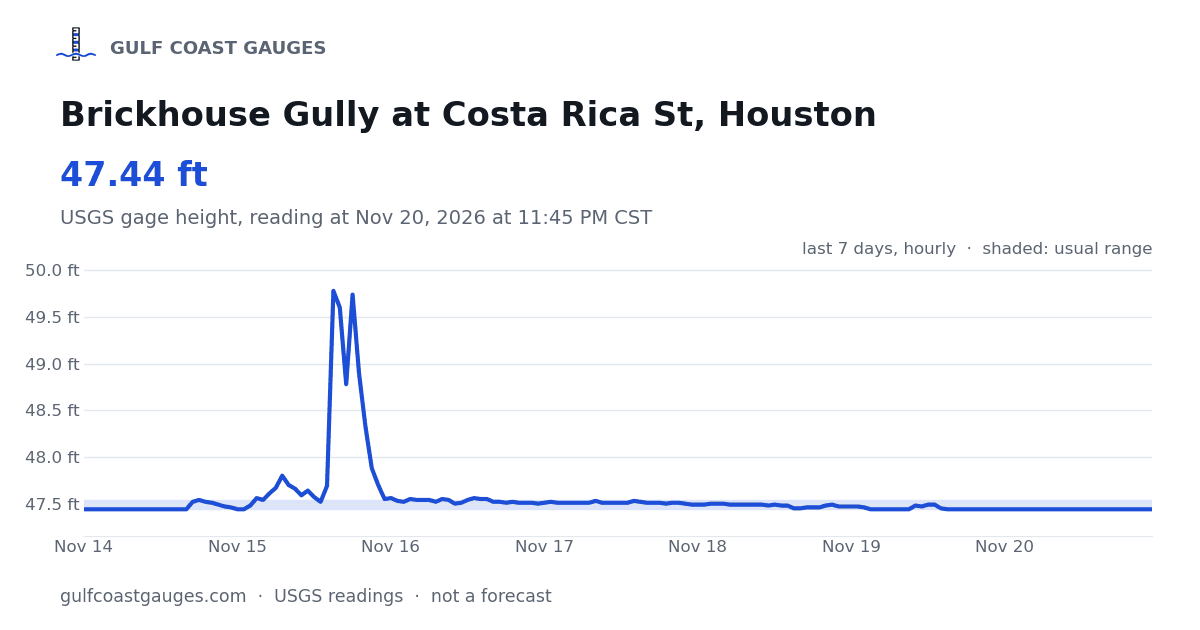 GULF COAST GAUGES
Brickhouse Gully at Costa Rica St, Houston
47.44 ft
USGS gage height, reading at Nov 20, 2026 at 11:45 PM CST
last 7 days, hourly · shaded: usual range
50.0 ft
49.5 ft
49.0 ft
48.5 ft
48.0 ft
47.5 ft
Nov 14 Nov 15 Nov 16 Nov 17 Nov 18 Nov 19 Nov 20
gulfcoastgauges.com · USGS readings · not a forecast